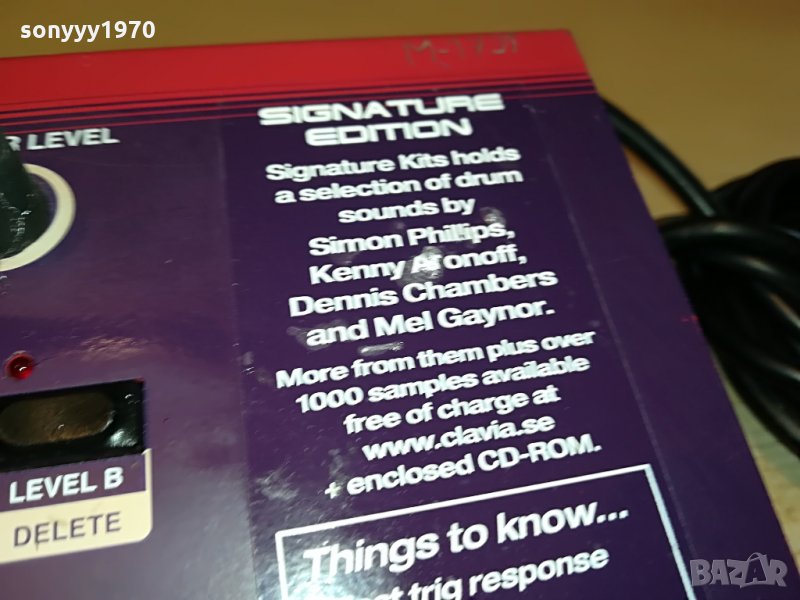 sonyyy1970
R LEVEL
SIGNATURE
EDITION
Signature Kits holds
a selection of drum
sounds by
Simon Phillips,
Kenny Aronoff,
Dennis Chambers
and Mel Gaynor.
More from them plus over
1000 samples available
free of charge at
www.clavia.se
+ enclosed CD-ROM.
LEVEL B
DELETE
Things to know...
trig response
BAZAR